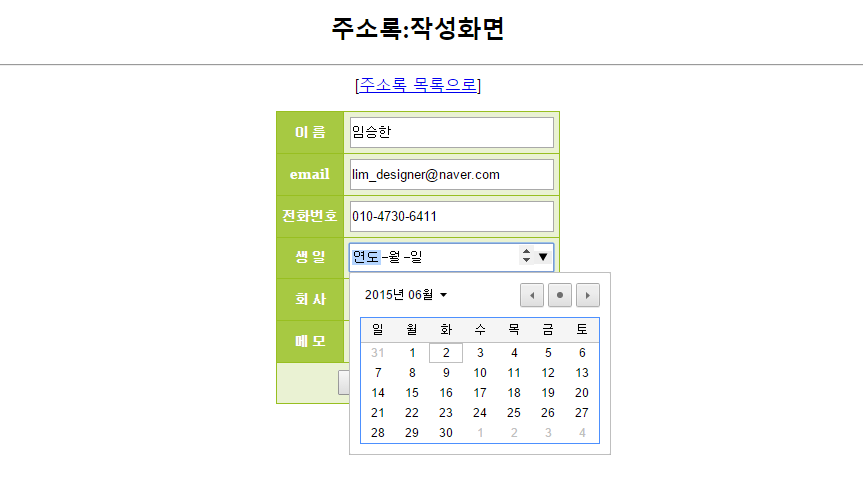 주소록:작성화면
[주소록 목록으로]
이 름 임승한
email lim_designer@naver.com
전화번호 010-4730-6411
생 일 연도-월-일
회 사
메 모
2015년 06월
일 월 화 수 목 금 토
31 1 2 3 4 5 6
7 8 9 10 11 12 13
14 15 16 17 18 19 20
21 22 23 24 25 26 27
28 29 30 1 2 3 4